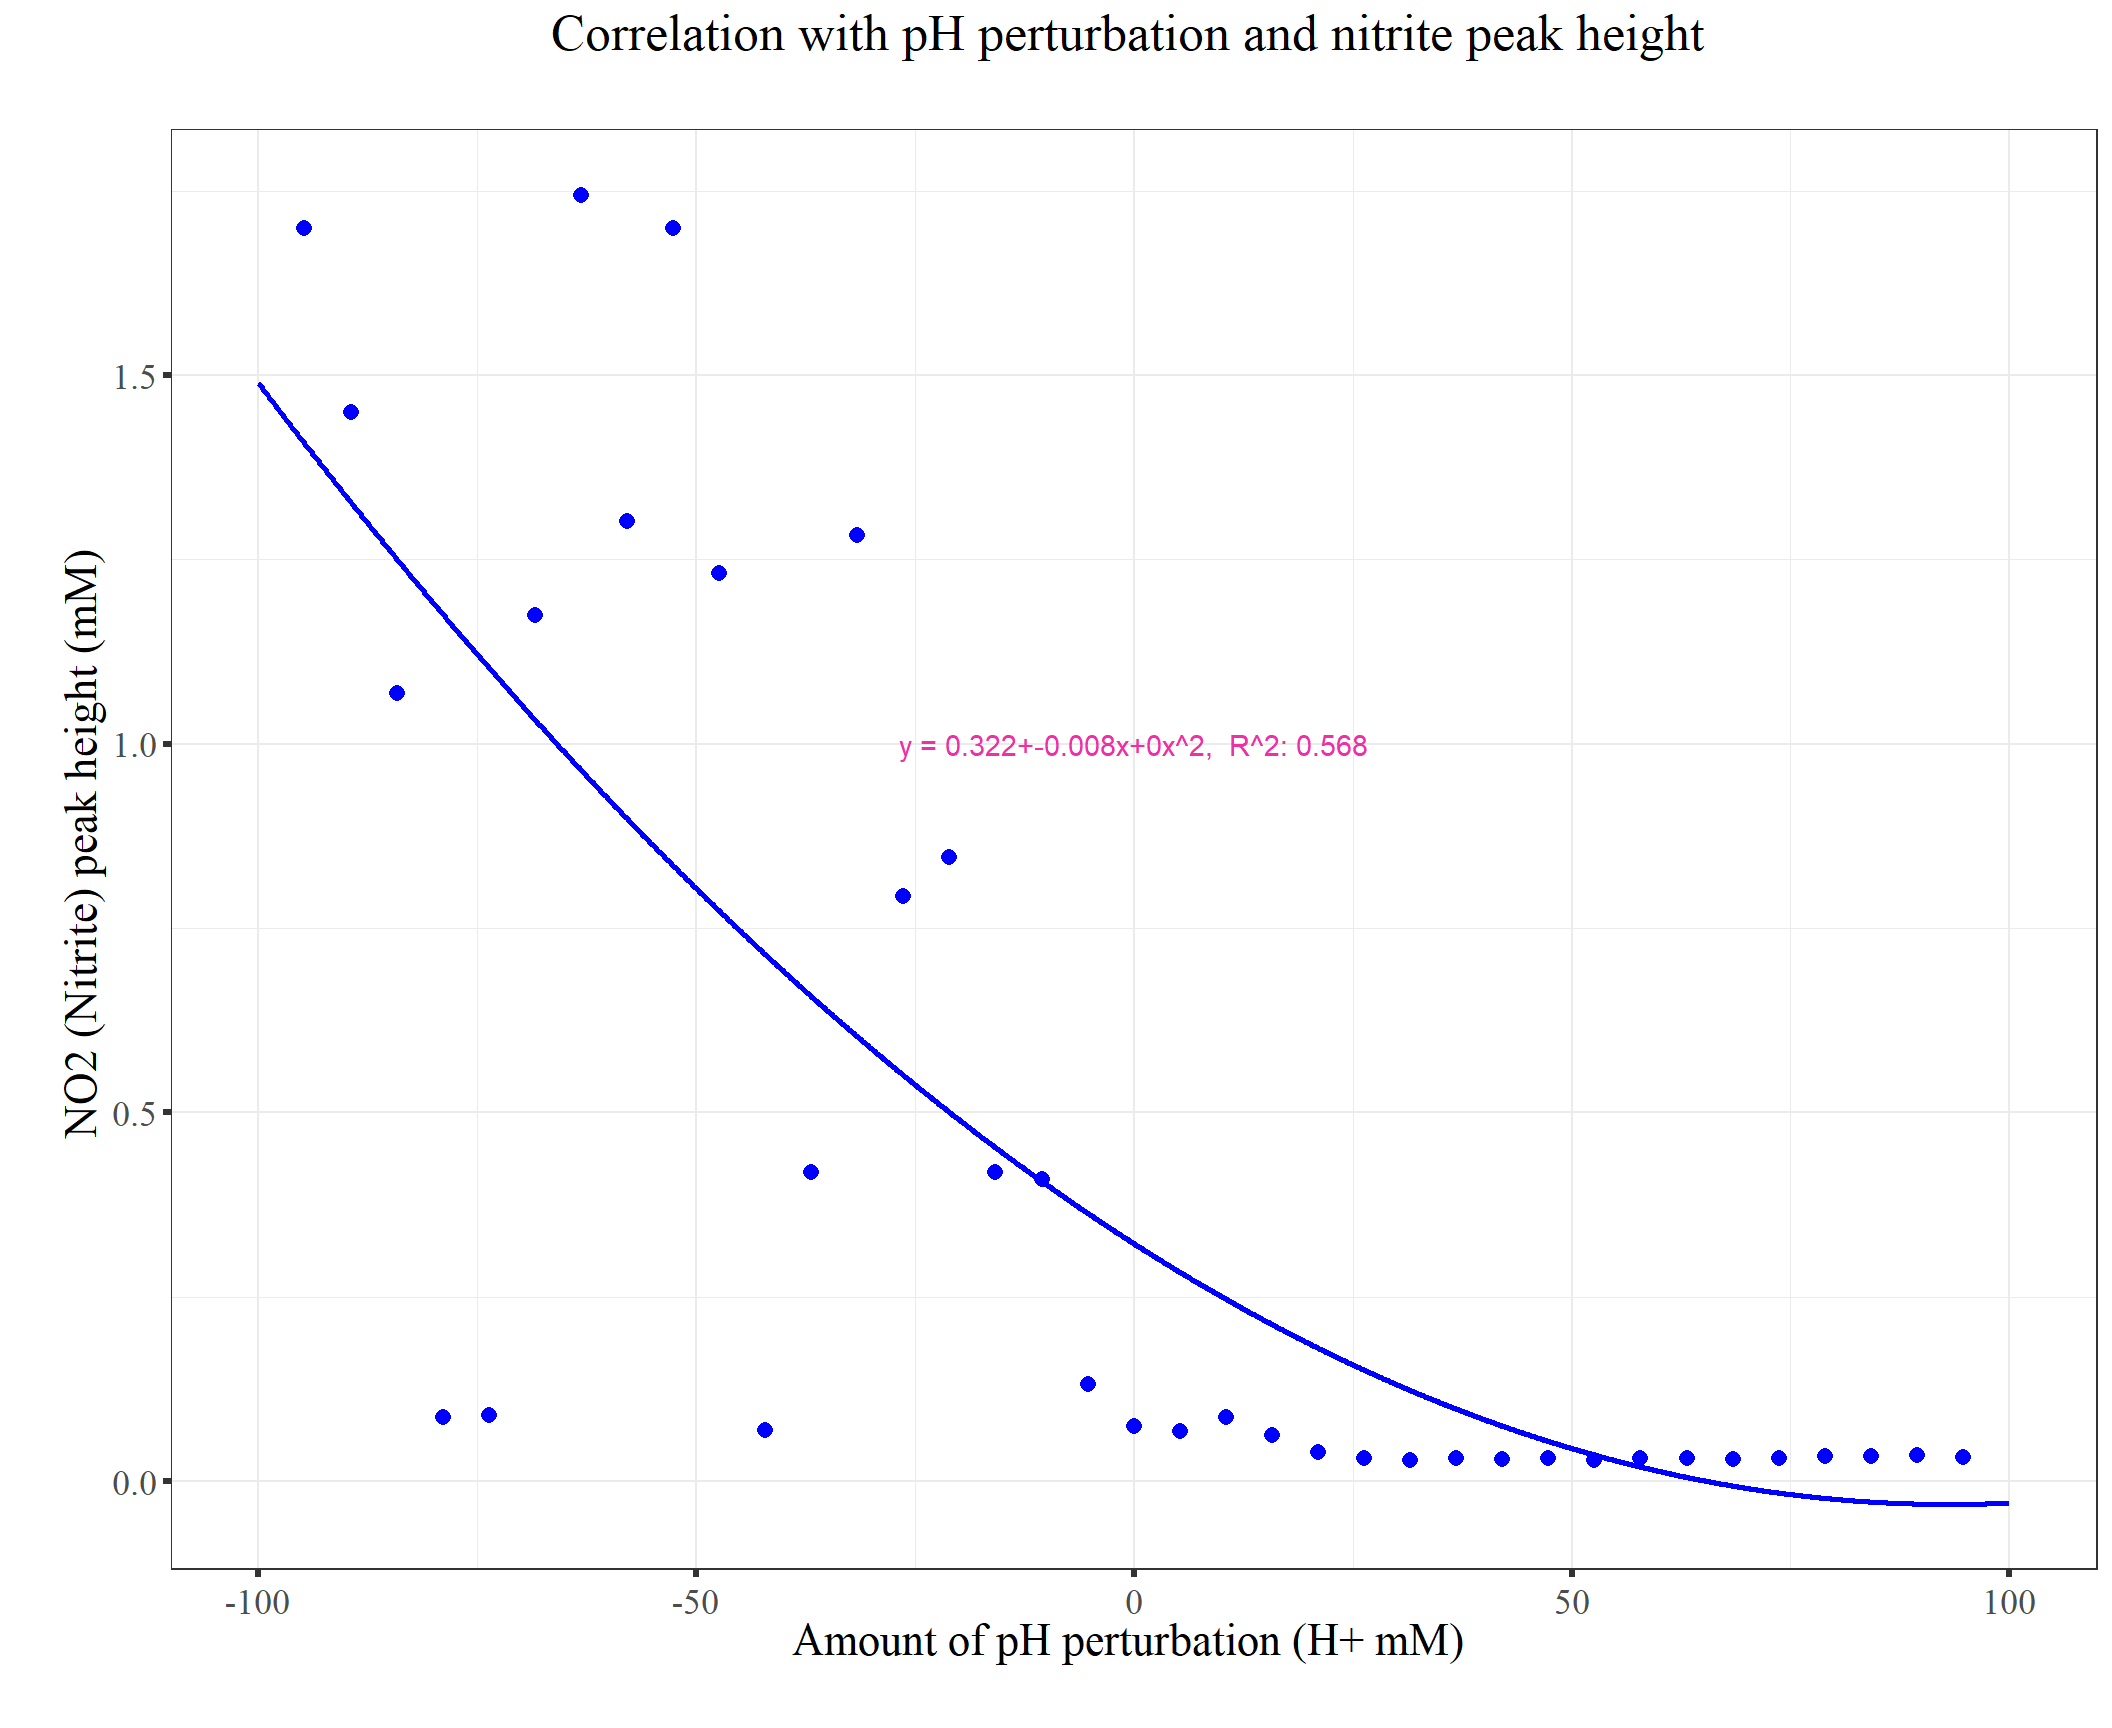 Correlation with pH perturbation and nitrite peak height
NO2 (Nitrite) peak height (mM)
1.5
1.0
0.5
0.0
y = 0.322+-0.008x+0x^2,  R^2: 0.568
-100
-50
0
50
100
Amount of pH perturbation (H+ mM)